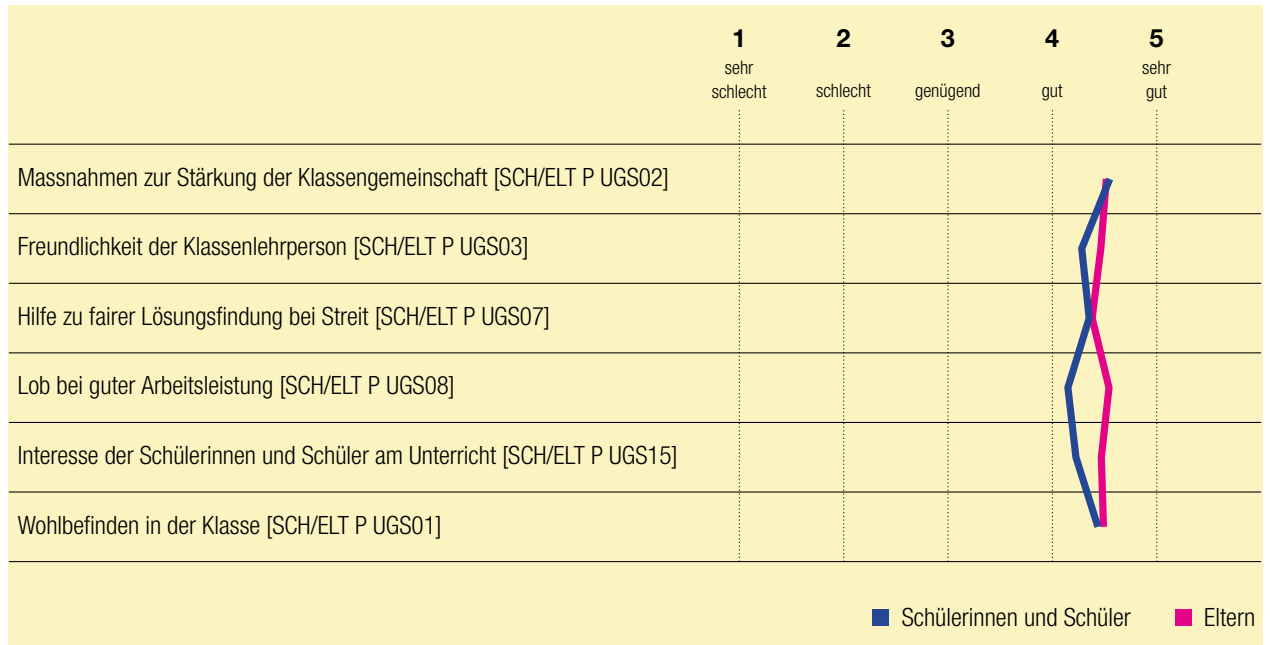 1 2 3 4 5
sehr schlecht schlecht genügend gut sehr gut
Massnahmen zur Stärkung der Klassengemeinschaft [SCH/ELT P UGS02]
Freundlichkeit der Klassenlehrperson [SCH/ELT P UGS03]
Hilfe zu fairer Lösungsfindung bei Streit [SCH/ELT P UGS07]
Lob bei guter Arbeitsleistung [SCH/ELT P UGS08]
Interesse der Schülerinnen und Schüler am Unterricht [SCH/ELT P UGS15]
Wohlbefinden in der Klasse [SCH/ELT P UGS01]
Schülerinnen und Schüler Eltern